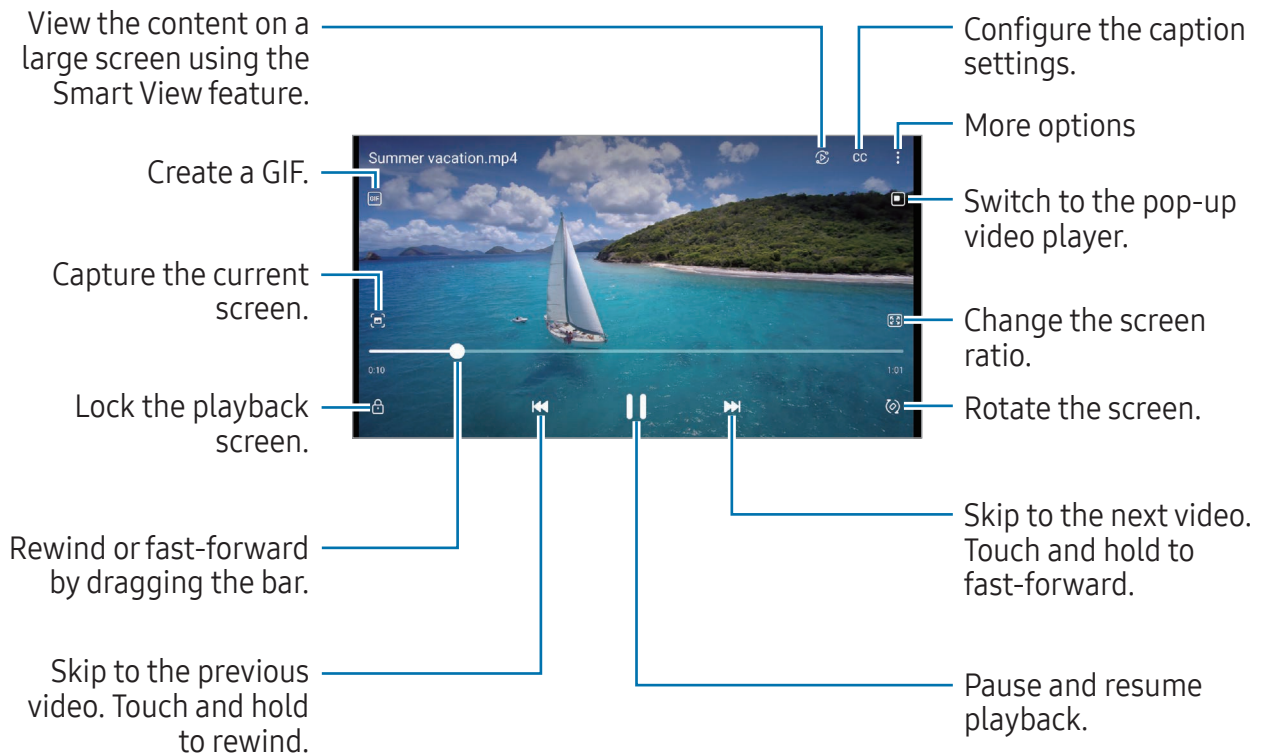 View the content on a
large screen using the
Smart View feature.
Configure the caption
settings.
More options
Create a GIF.
Summer vacation.mp4
CC
GIF
Switch to the pop-up
video player.
Capture the current
screen.
Change the screen
ratio.
0:10
1:01
Lock the playback
screen.
Rotate the screen.
Rewind or fast-forward
by dragging the bar.
Skip to the next video.
Touch and hold to
fast-forward.
Skip to the previous
video. Touch and hold
to rewind.
Pause and resume
playback.